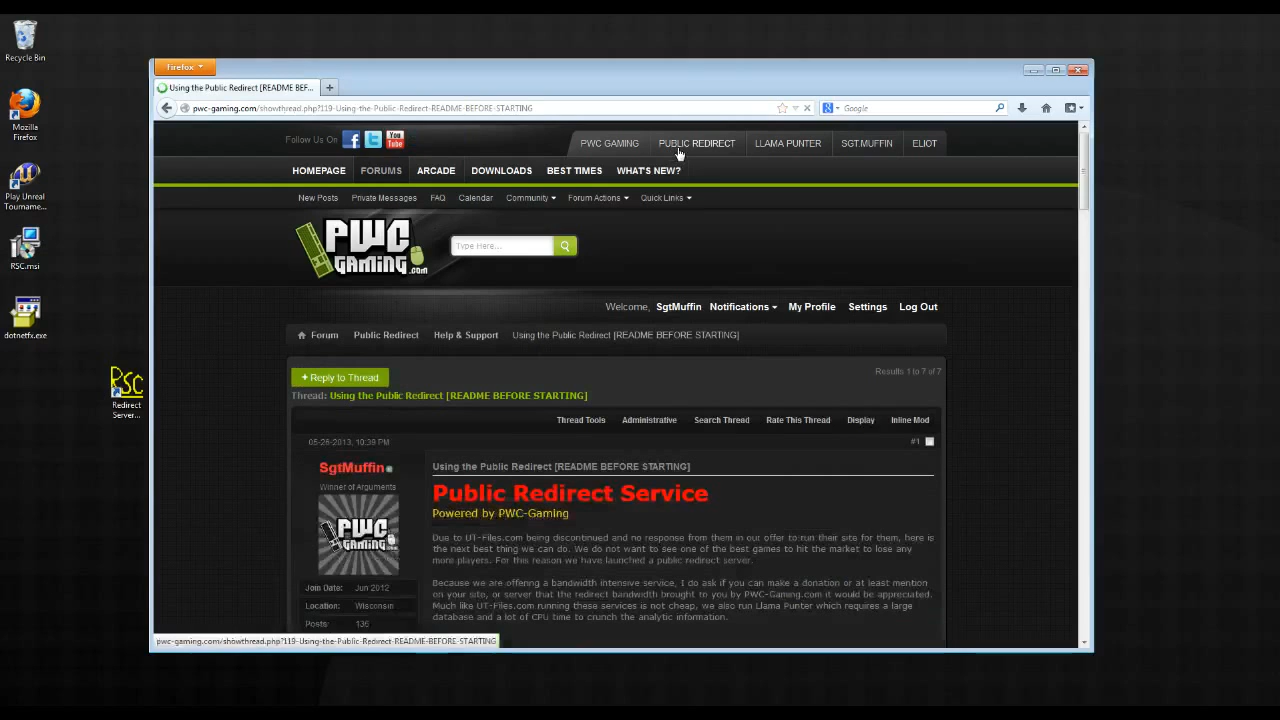 Recycle Bin
Mozilla
Firefox
Play Unreal
Tourname...
RSC.msi
dotnetfx.exe
RSC
Redirect
Server...
Firefox
Using the Public Redirect [README BEF...
pwc-gaming.com/showthread.php?119-Using-the-Public-Redirect-README-BEFORE-STARTING
Google
Follow Us On
You
Tube
PWC GAMING
PUBLIC REDIRECT
LLAMA PUNTER
SGT.MUFFIN
ELIOT
HOMEPAGE
FORUMS
ARCADE
DOWNLOADS
BEST TIMES
WHAT'S NEW?
New Posts
Private Messages
FAQ
Calendar
Community
Forum Actions
Quick Links
PWC
GAMING.com
Type Here...
Welcome, SgtMuffin
Notifications
My Profile
Settings
Log Out
Forum
Public Redirect
Help & Support
Using the Public Redirect [README BEFORE STARTING]
+ Reply to Thread
Results 1 to 7 of 7
Thread: Using the Public Redirect [README BEFORE STARTING]
Thread Tools
Administrative
Search Thread
Rate This Thread
Display
Inline Mod
05-26-2013, 10:39 PM
#1
SgtMuffin
Winner of Arguments
PWC
GAMING.com
Join Date: Jun 2012
Location: Wisconsin
Posts: 136
Using the Public Redirect [README BEFORE STARTING]
Public Redirect Service
Powered by PWC-Gaming
Due to UT-Files.com being discontinued and no response from them in our offer to run their site for them, here is
the next best thing we can do. We do not want to see one of the best games to hit the market to lose any
more players. For this reason we have launched a public redirect server.
Because we are offering a bandwidth intensive service, I do ask if you can make a donation or at least mention
on your site, or server that the redirect bandwidth brought to you by PWC-Gaming.com it would be appreciated.
Much like UT-Files.com running these services is not cheap, we also run Llama Punter which requires a large
database and a lot of CPU time to crunch the analytic information.
pwc-gaming.com/showthread.php?119-Using-the-Public-Redirect-README-BEFORE-STARTING